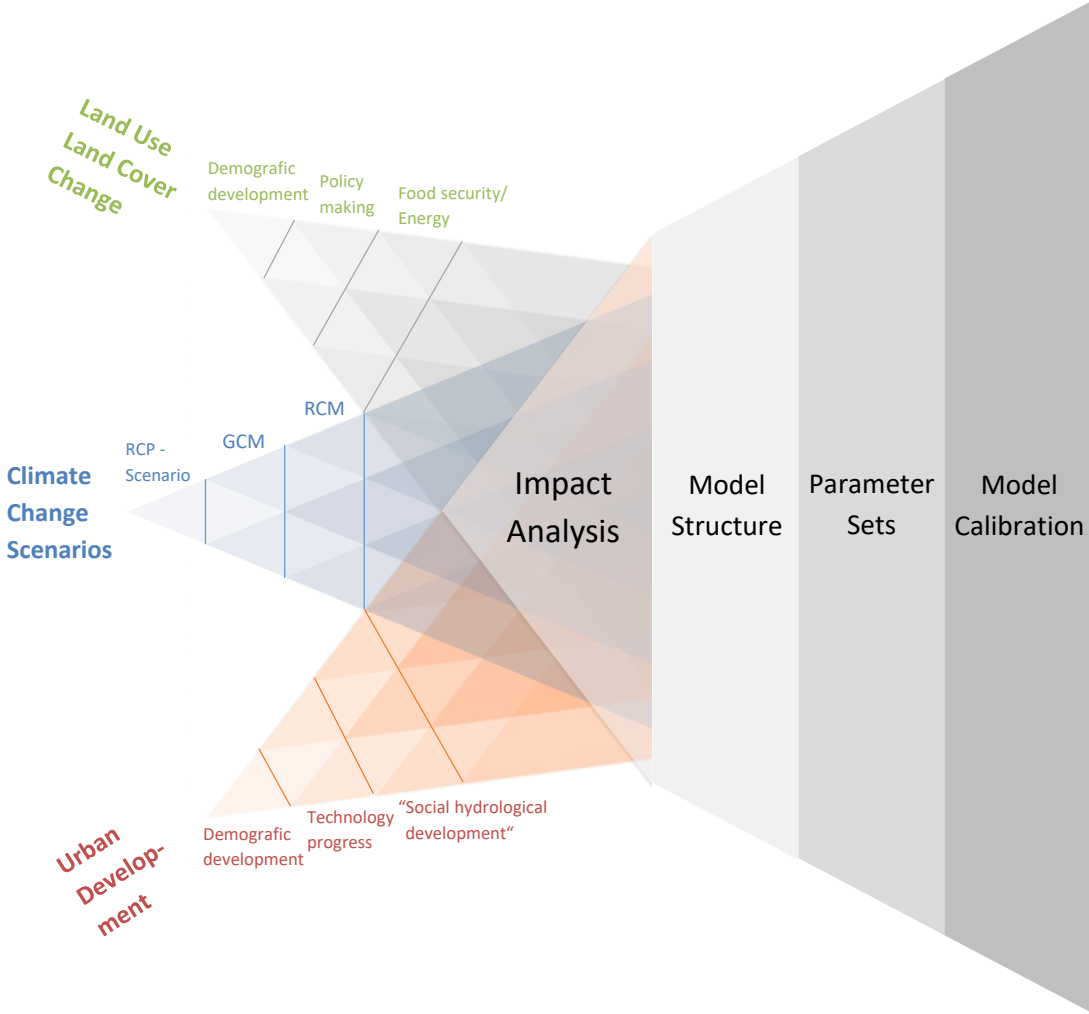 Land Use
Land Cover
Change
Demografic
development
Policy
making
Food security/
Energy
RCM
GCM
RCP -
Scenario
Climate
Change
Scenarios
Impact
Analysis
Model
Structure
Parameter
Sets
Model
Calibration
Urban
Develop-
ment
Demografic
development
Technology
progress
“Social hydrological
development“